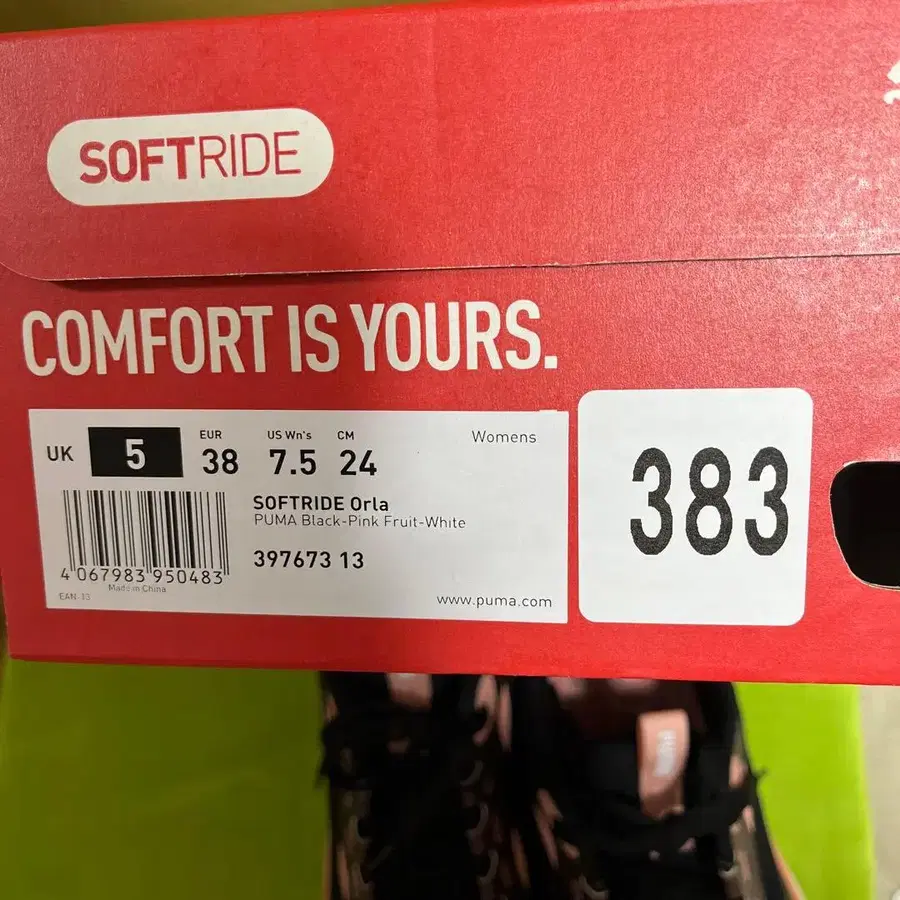 SOFTRIDE
COMFORT IS YOURS.
UK 5 EUR 38 US Wn's 7.5 CM 24 Womens
SOFTRIDE Orla
PUMA Black-Pink Fruit-White
397673 13
4 067983 950483
Made in China
EAN-13
www.puma.com
383